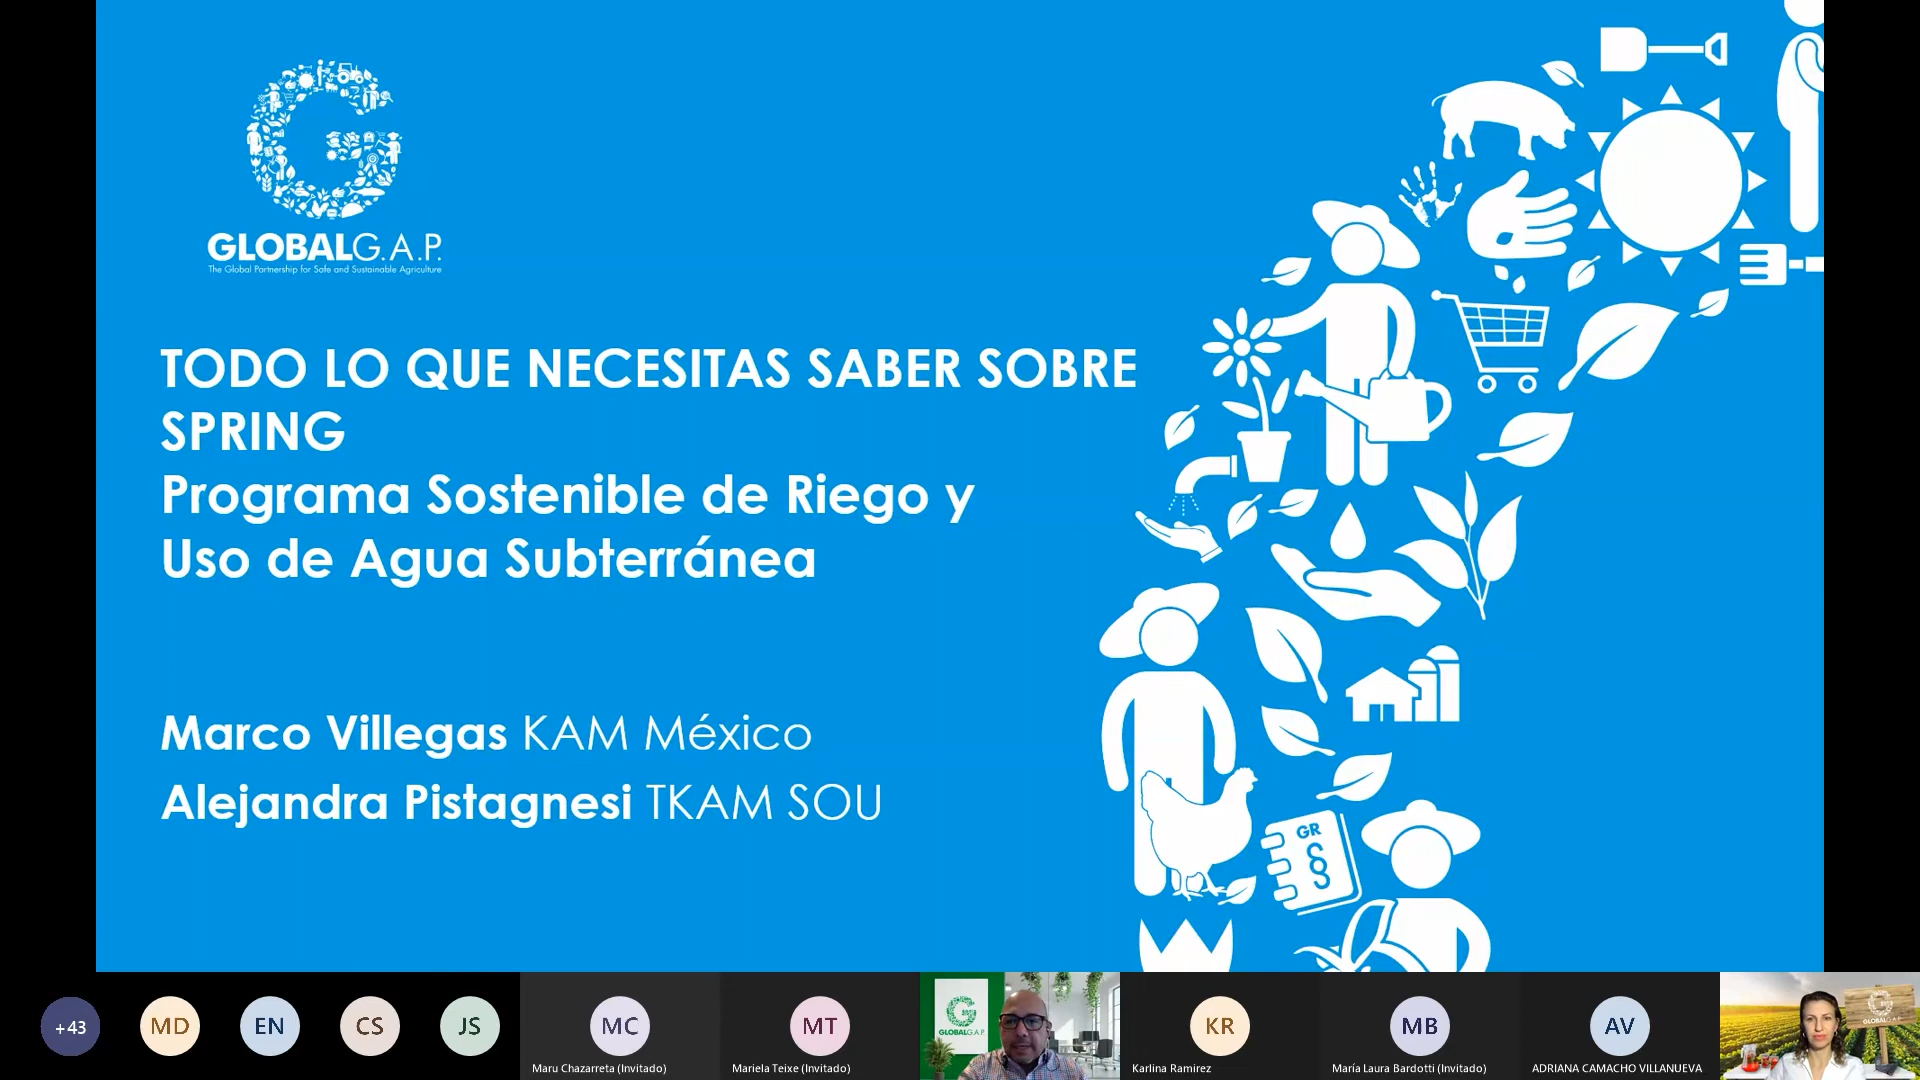 GLOBALG.A.P.
The Global Partnership for Safe and Sustainable Agriculture
TODO LO QUE NECESITAS SABER SOBRE
SPRING
Programa Sostenible de Riego y
Uso de Agua Subterránea
Marco Villegas KAM México
Alejandra Pistagnesi TKAM SOU
GR
§
+43
MD
EN
CS
JS
MC
Maru Chazarreta (Invitado)
MT
Mariela Teixe (Invitado)
GLOBALG.A.P.
KR
Karlina Ramirez
MB
María Laura Bardotti (Invitado)
AV
ADRIANA CAMACHO VILLANUEVA
GLOBALG.A.P.